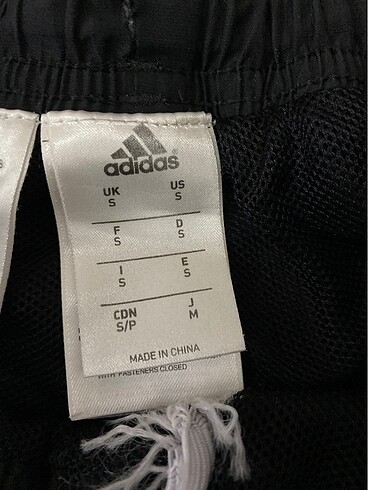 adidas
UK US
S S
F D
S S
I E
S S
CDN J
S/P M
MADE IN CHINA
WITH FASTENERS CLOSED